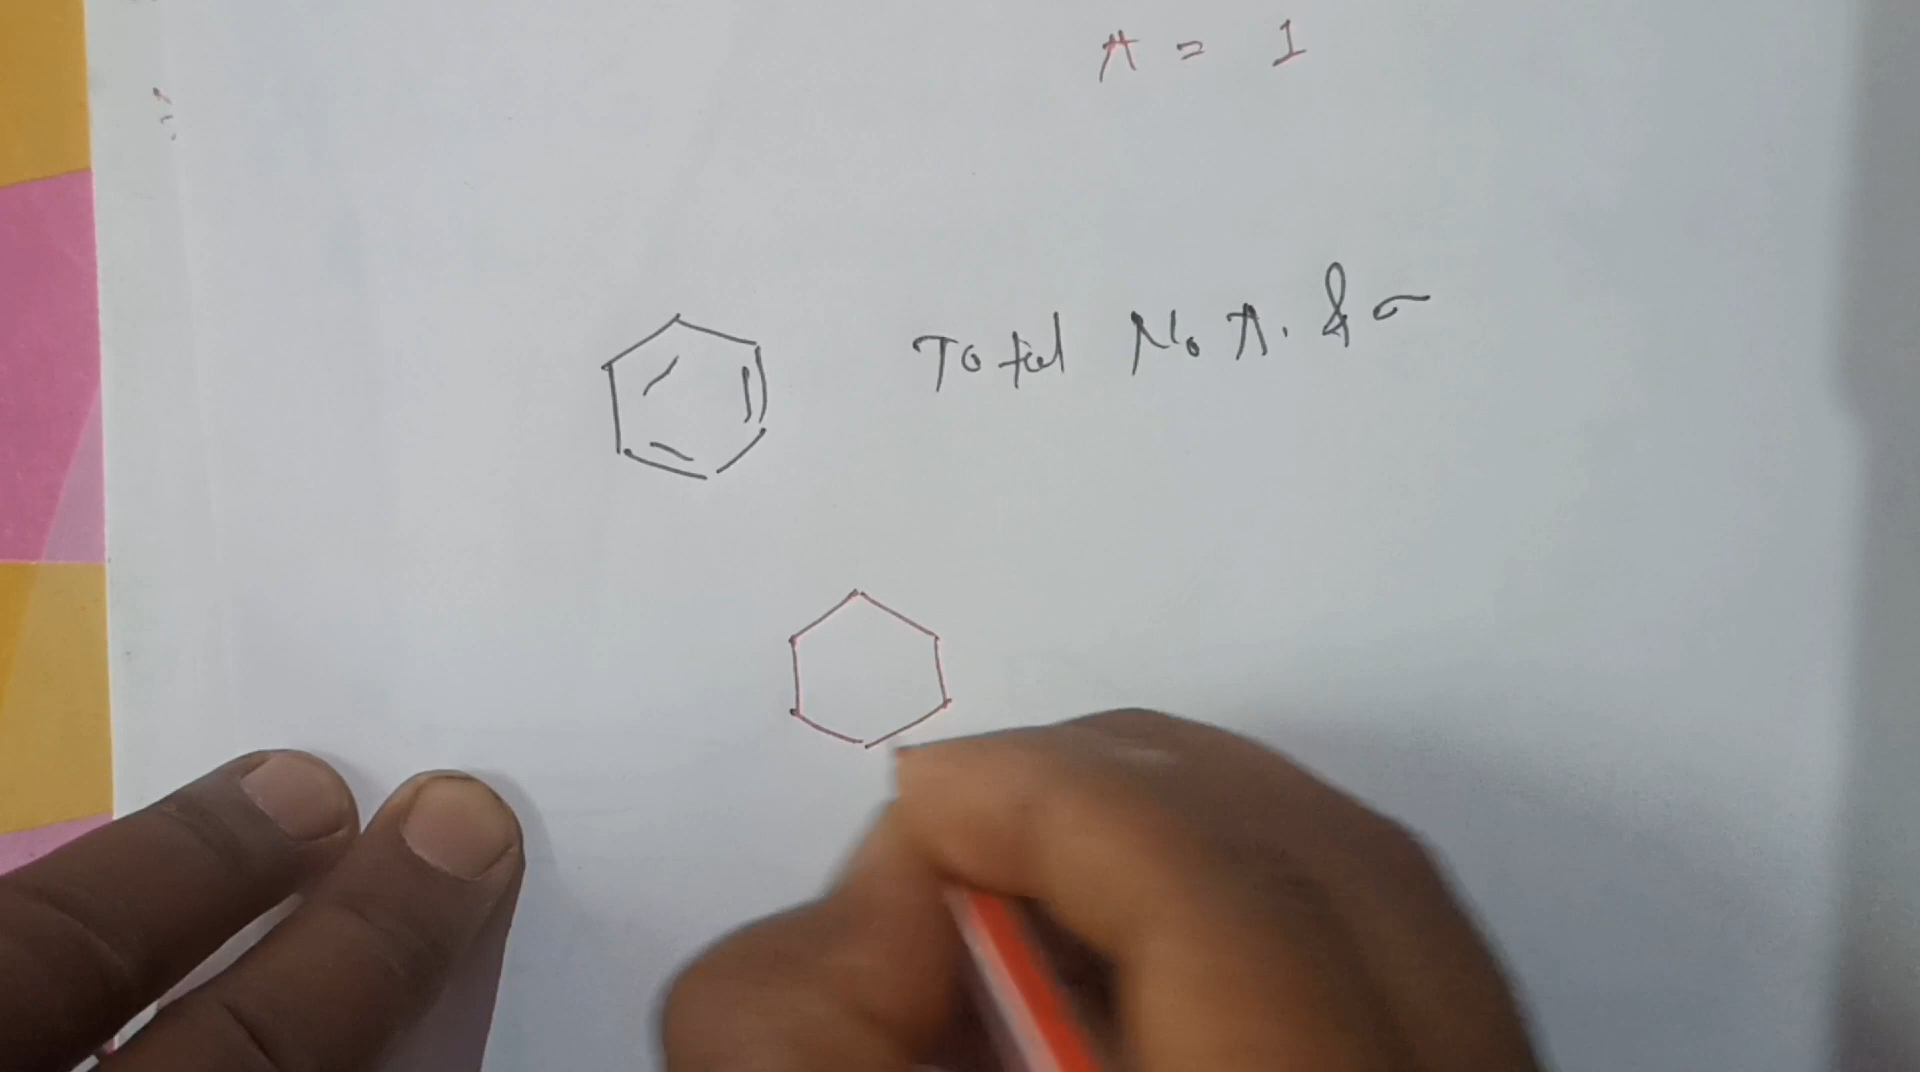 π = 1
Total No π. & σ